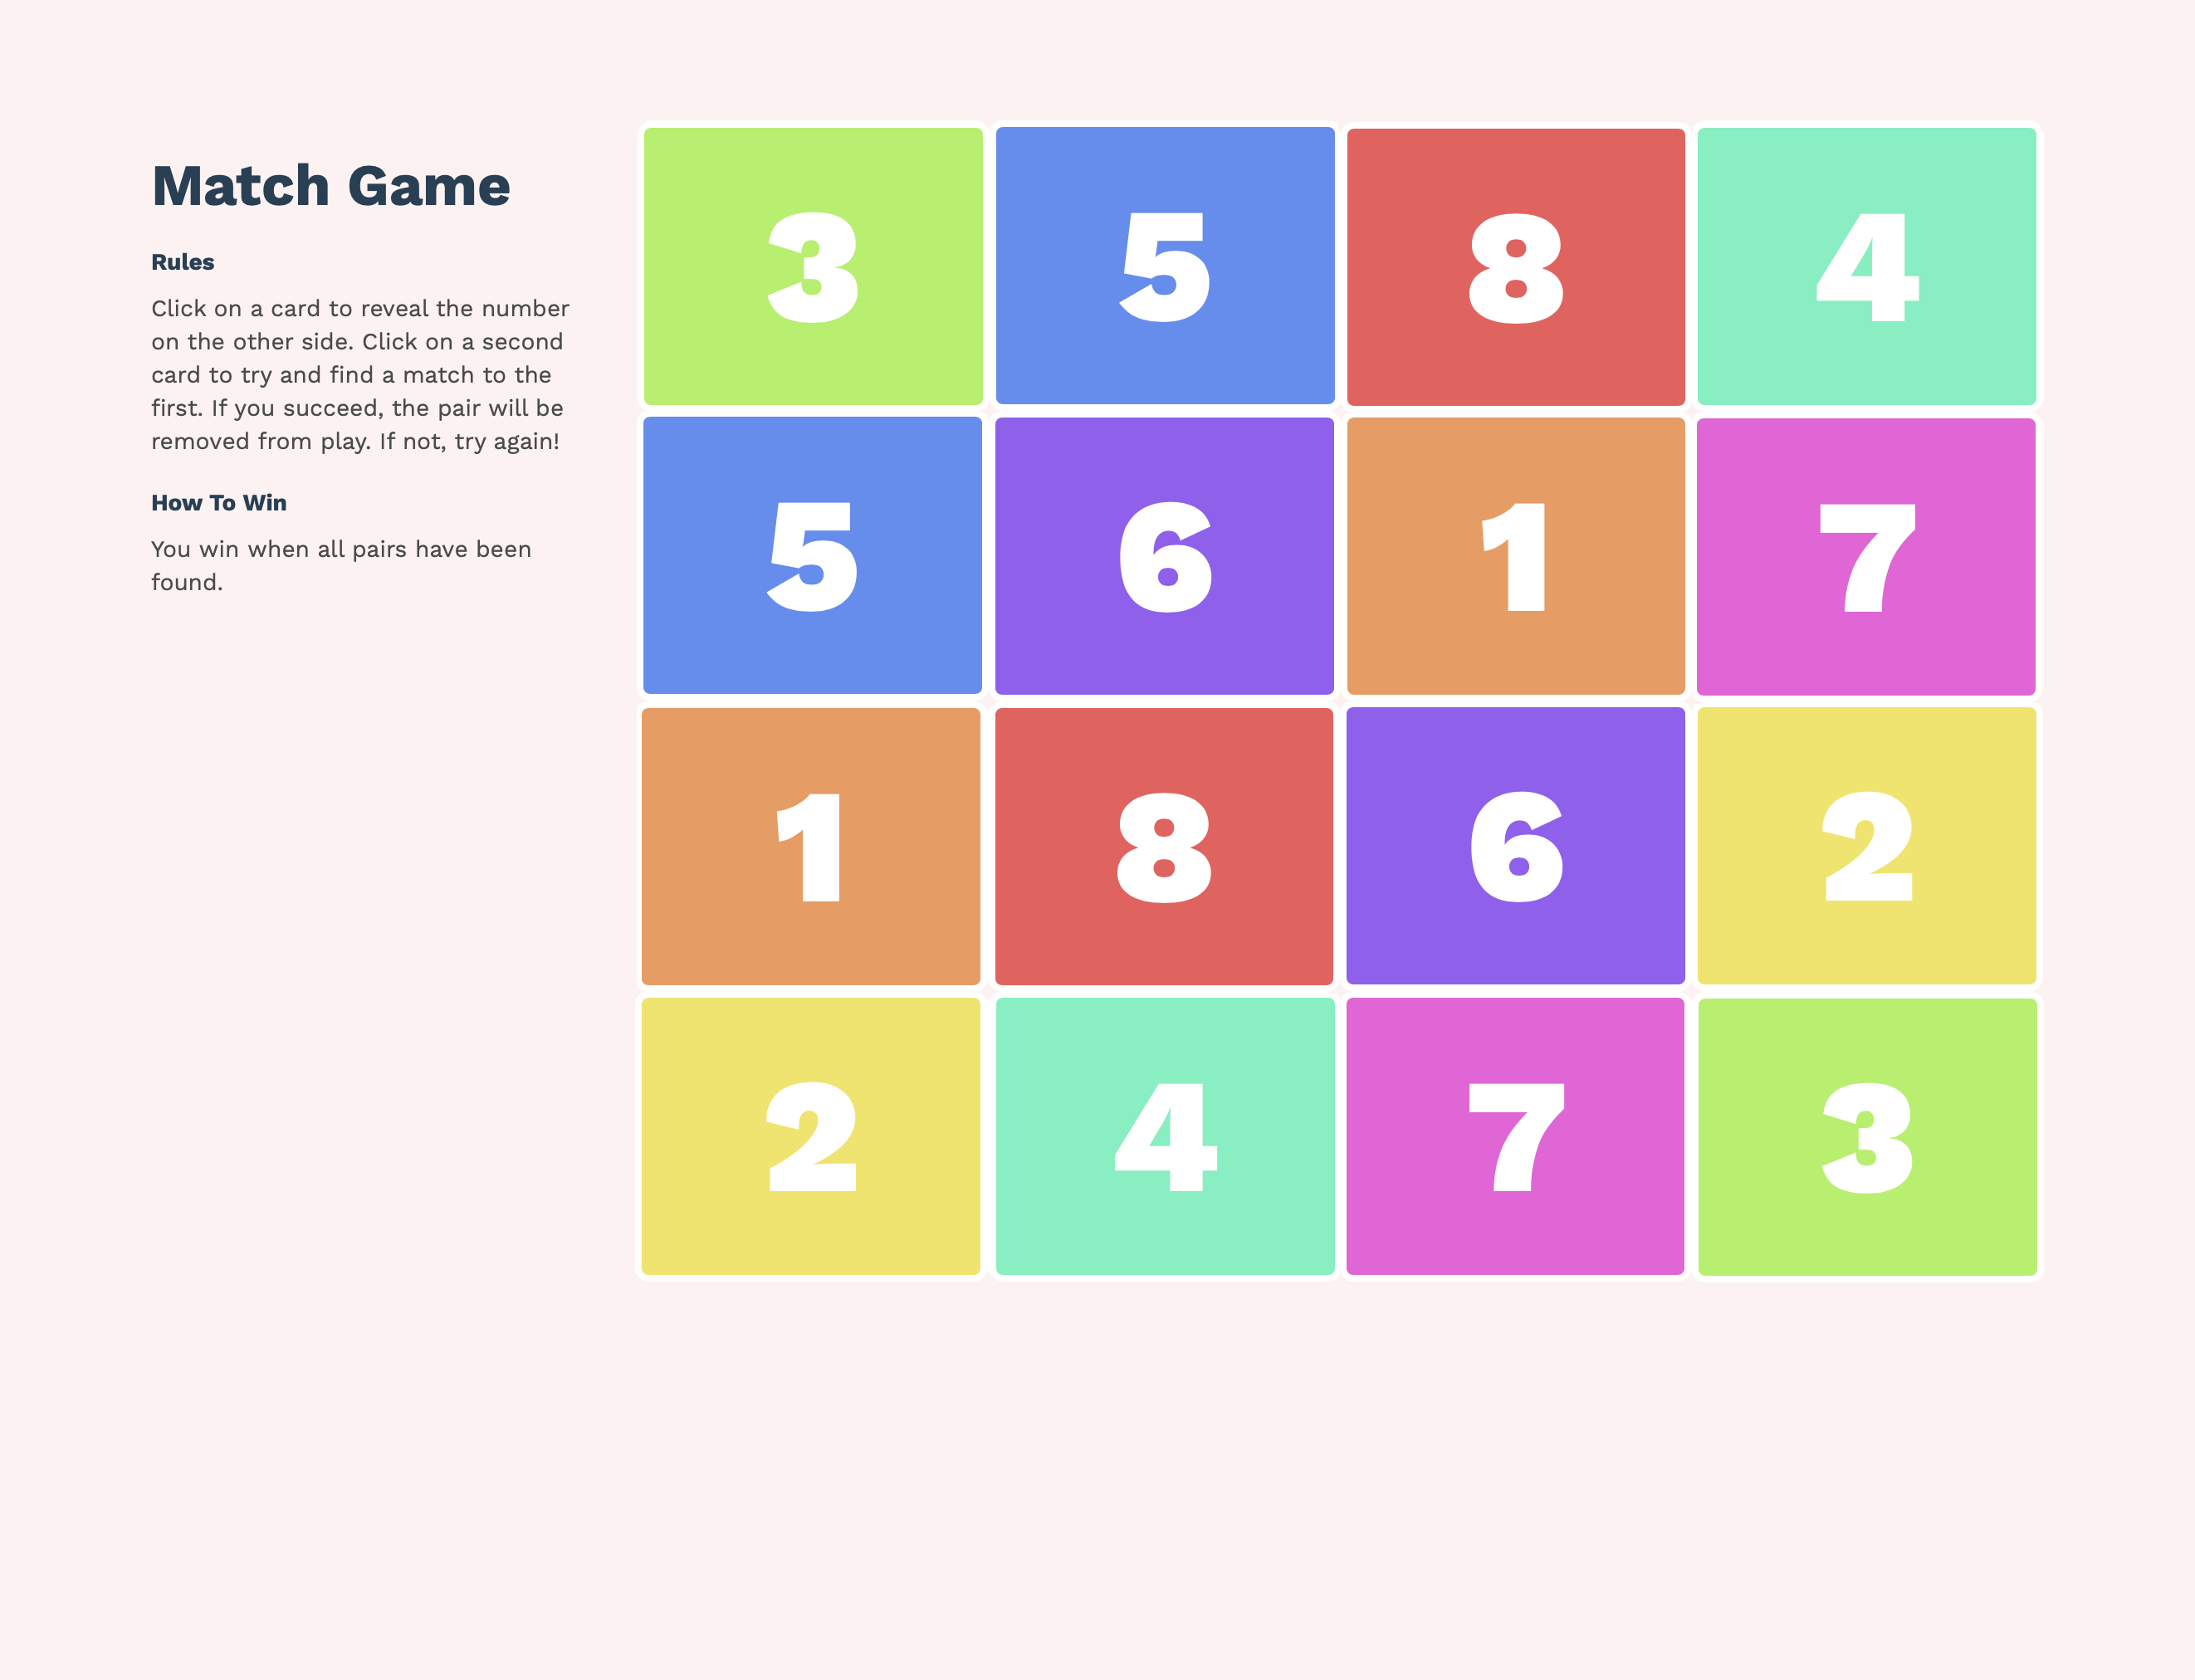 Match Game
Rules
Click on a card to reveal the number
on the other side. Click on a second
card to try and find a match to the
first. If you succeed, the pair will be
removed from play. If not, try again!
How To Win
You win when all pairs have been
found.
3 5 8 4
5 6 1 7
1 8 6 2
2 4 7 3